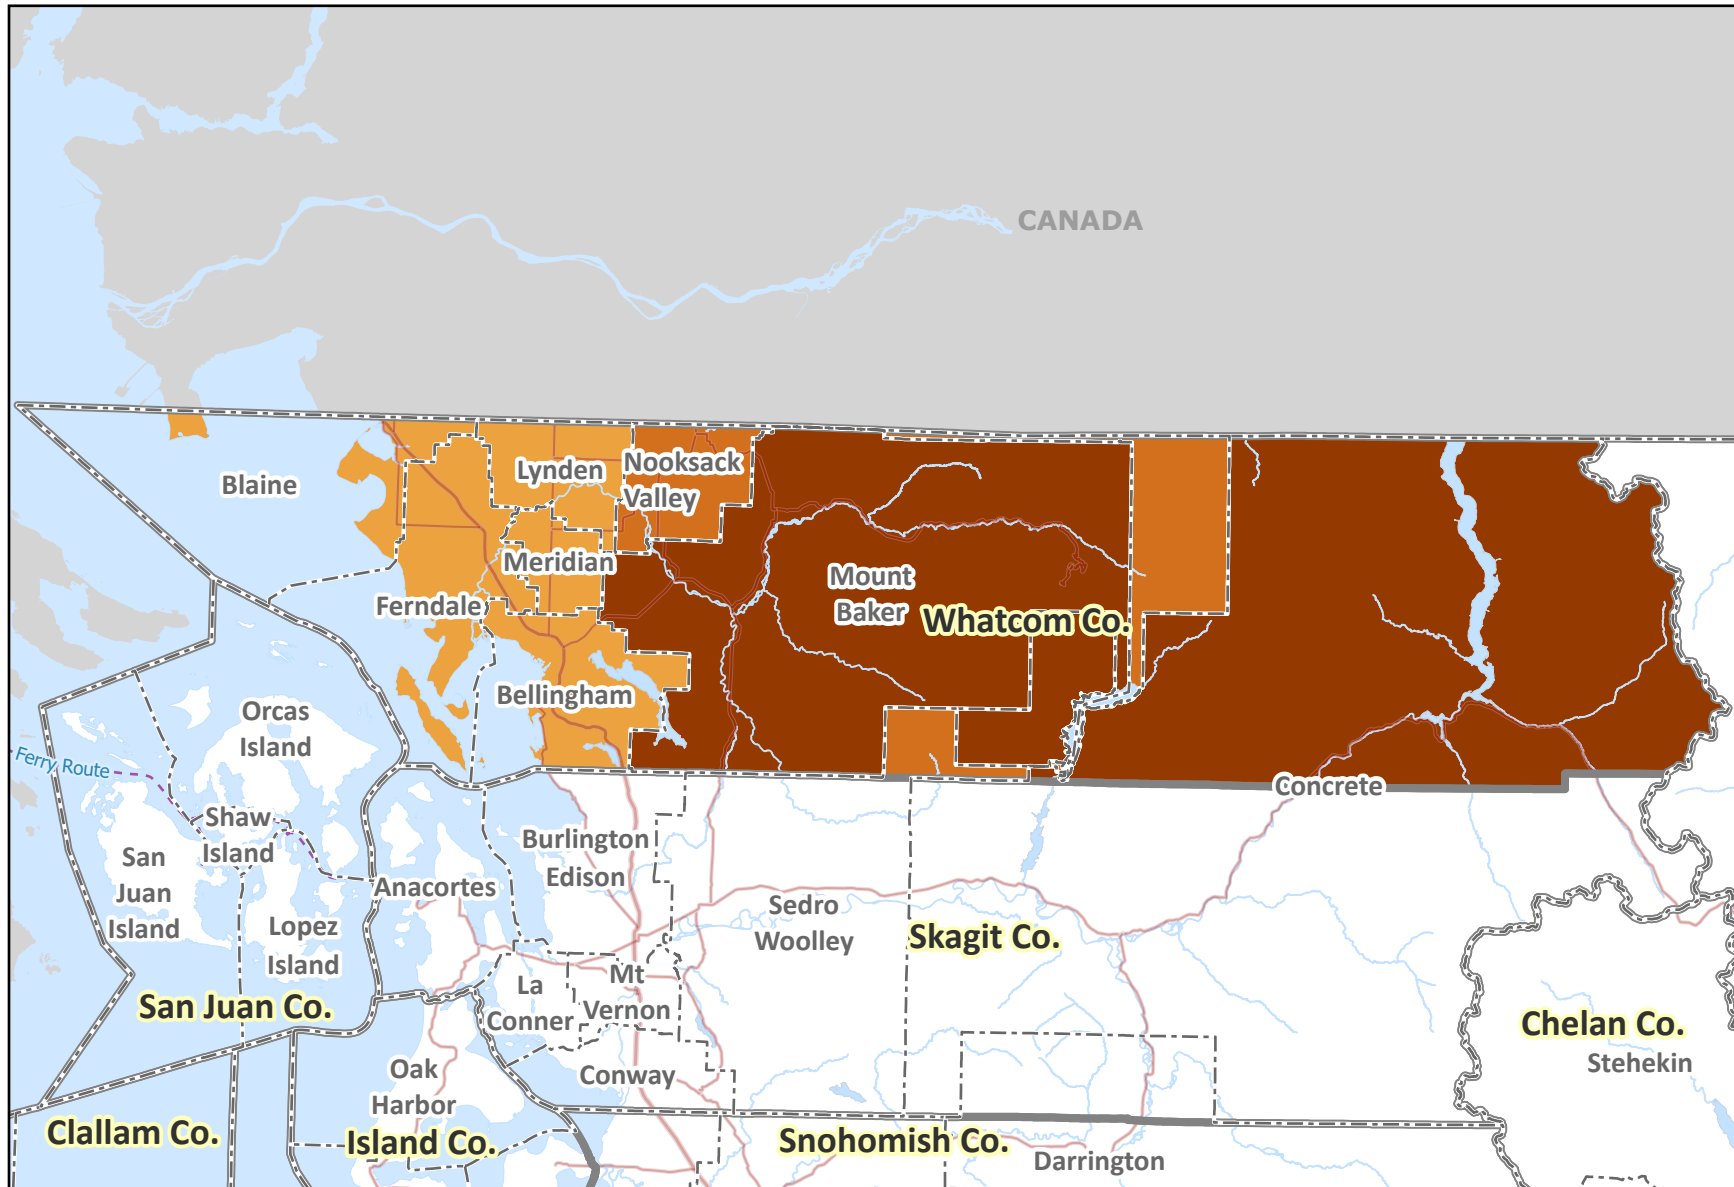 CANADA
Blaine
Lynden
Nooksack
Valley
Meridian
Ferndale
Mount
Baker
Whatcom Co.
Bellingham
Orcas
Island
Ferry Route
Concrete
Shaw
Island
San
Juan
Island
Lopez
Island
Anacortes
Burlington
Edison
Sedro
Woolley
Skagit Co.
La
Conner
Mt
Vernon
San Juan Co.
Chelan Co.
Stehekin
Oak
Harbor
Conway
Clallam Co.
Island Co.
Snohomish Co.
Darrington